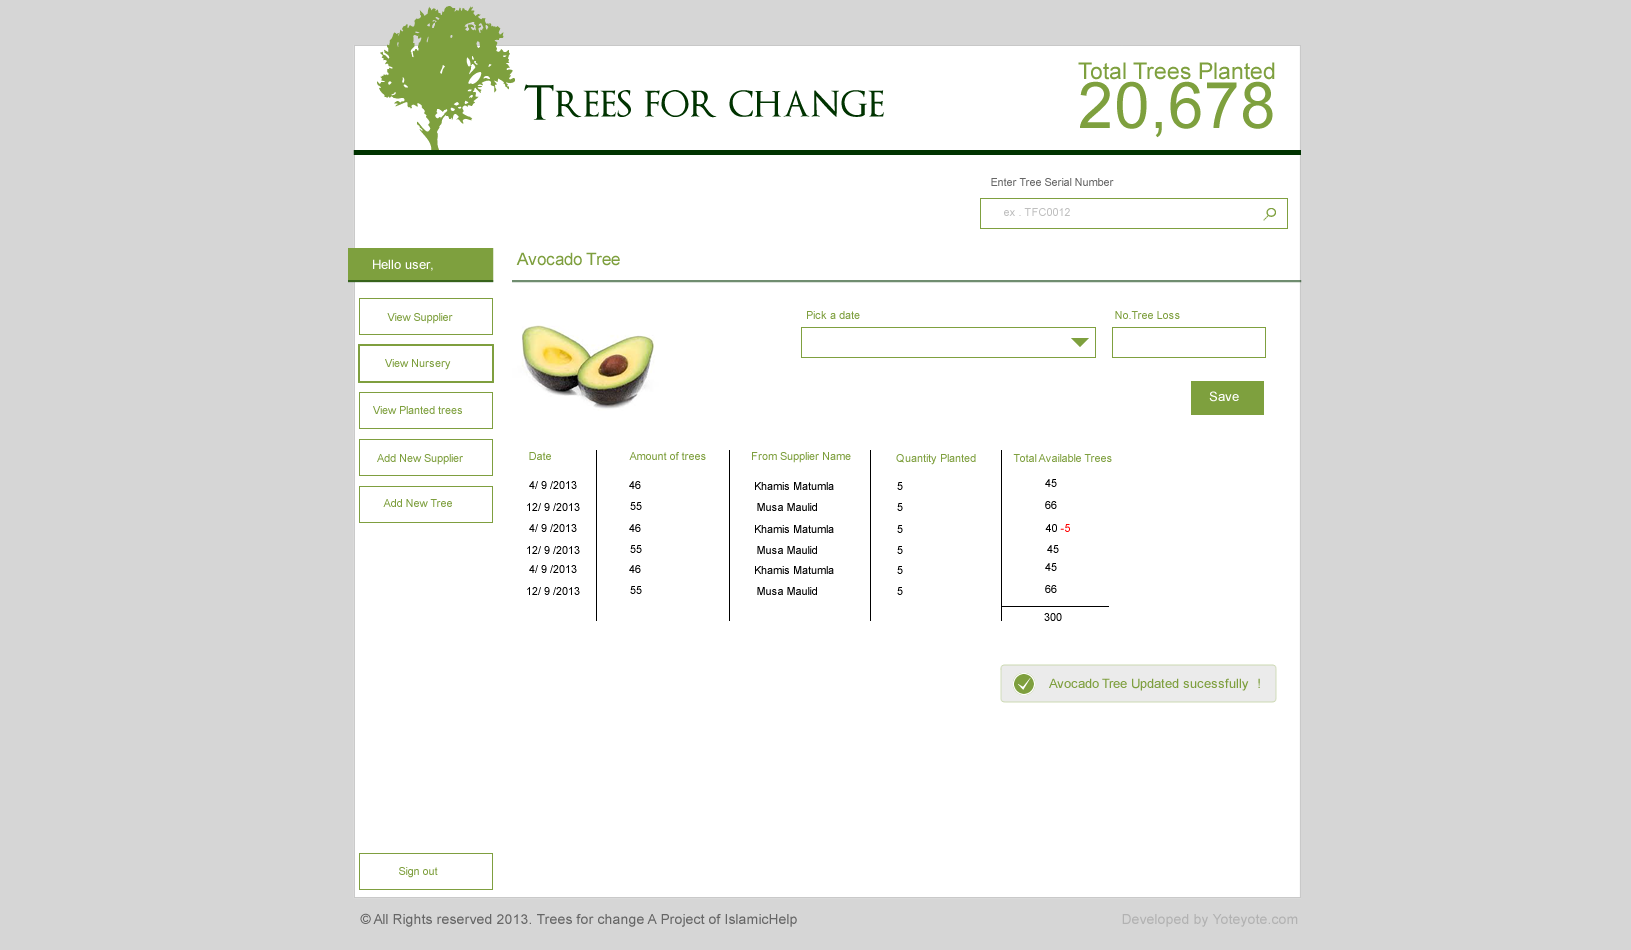 TREES FOR CHANGE
Total Trees Planted
20,678
Enter Tree Serial Number
ex . TFC0012
Hello user,
View Supplier
View Nursery
View Planted trees
Add New Supplier
Add New Tree
Sign out
Avocado Tree
Pick a date
No.Tree Loss
Save
Date Amount of trees From Supplier Name Quantity Planted Total Available Trees
4/ 9 /2013 46 Khamis Matumla 5 45
12/ 9 /2013 55 Musa Maulid 5 66
4/ 9 /2013 46 Khamis Matumla 5 40 -5
12/ 9 /2013 55 Musa Maulid 5 45
4/ 9 /2013 46 Khamis Matumla 5 45
12/ 9 /2013 55 Musa Maulid 5 66
300
Avocado Tree Updated sucessfully !
© All Rights reserved 2013. Trees for change A Project of IslamicHelp
Developed by Yoteyote.com